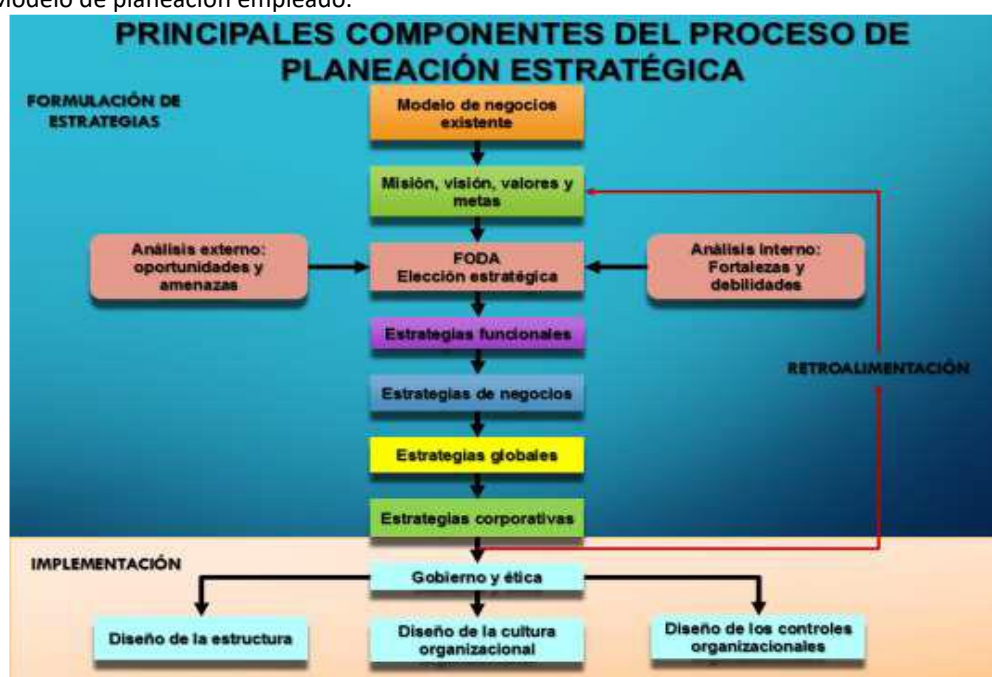 Modelo de planeación empleado:
PRINCIPALES COMPONENTES DEL PROCESO DE
PLANEACIÓN ESTRATÉGICA
FORMULACIÓN DE
ESTRATEGIAS
Modelo de negocios
existente
Misión, visión, valores y
metas
Análisis externo:
oportunidades y
amenazas
FODA
Elección estratégica
Análisis interno:
Fortalezas y
debilidades
Estrategias funcionales
RETROALIMENTACIÓN
Estrategias de negocios
Estrategias globales
Estrategias corporativas
IMPLEMENTACIÓN
Gobierno y ética
Diseño de la estructura
Diseño de la cultura
organizacional
Diseño de los controles
organizacionales